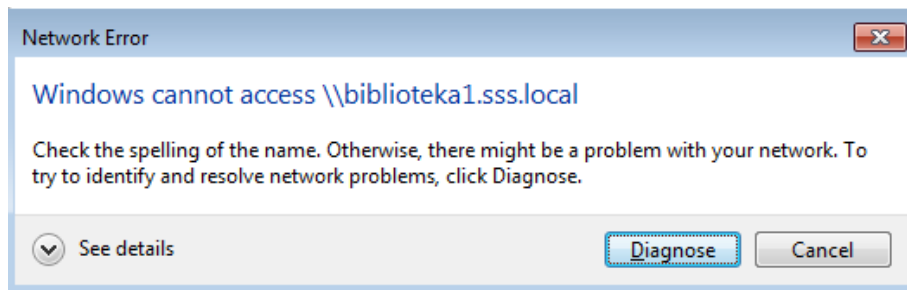 Network Error
Windows cannot access \\biblioteka1.sss.local
Check the spelling of the name. Otherwise, there might be a problem with your network. To
try to identify and resolve network problems, click Diagnose.
See details
Diagnose
Cancel